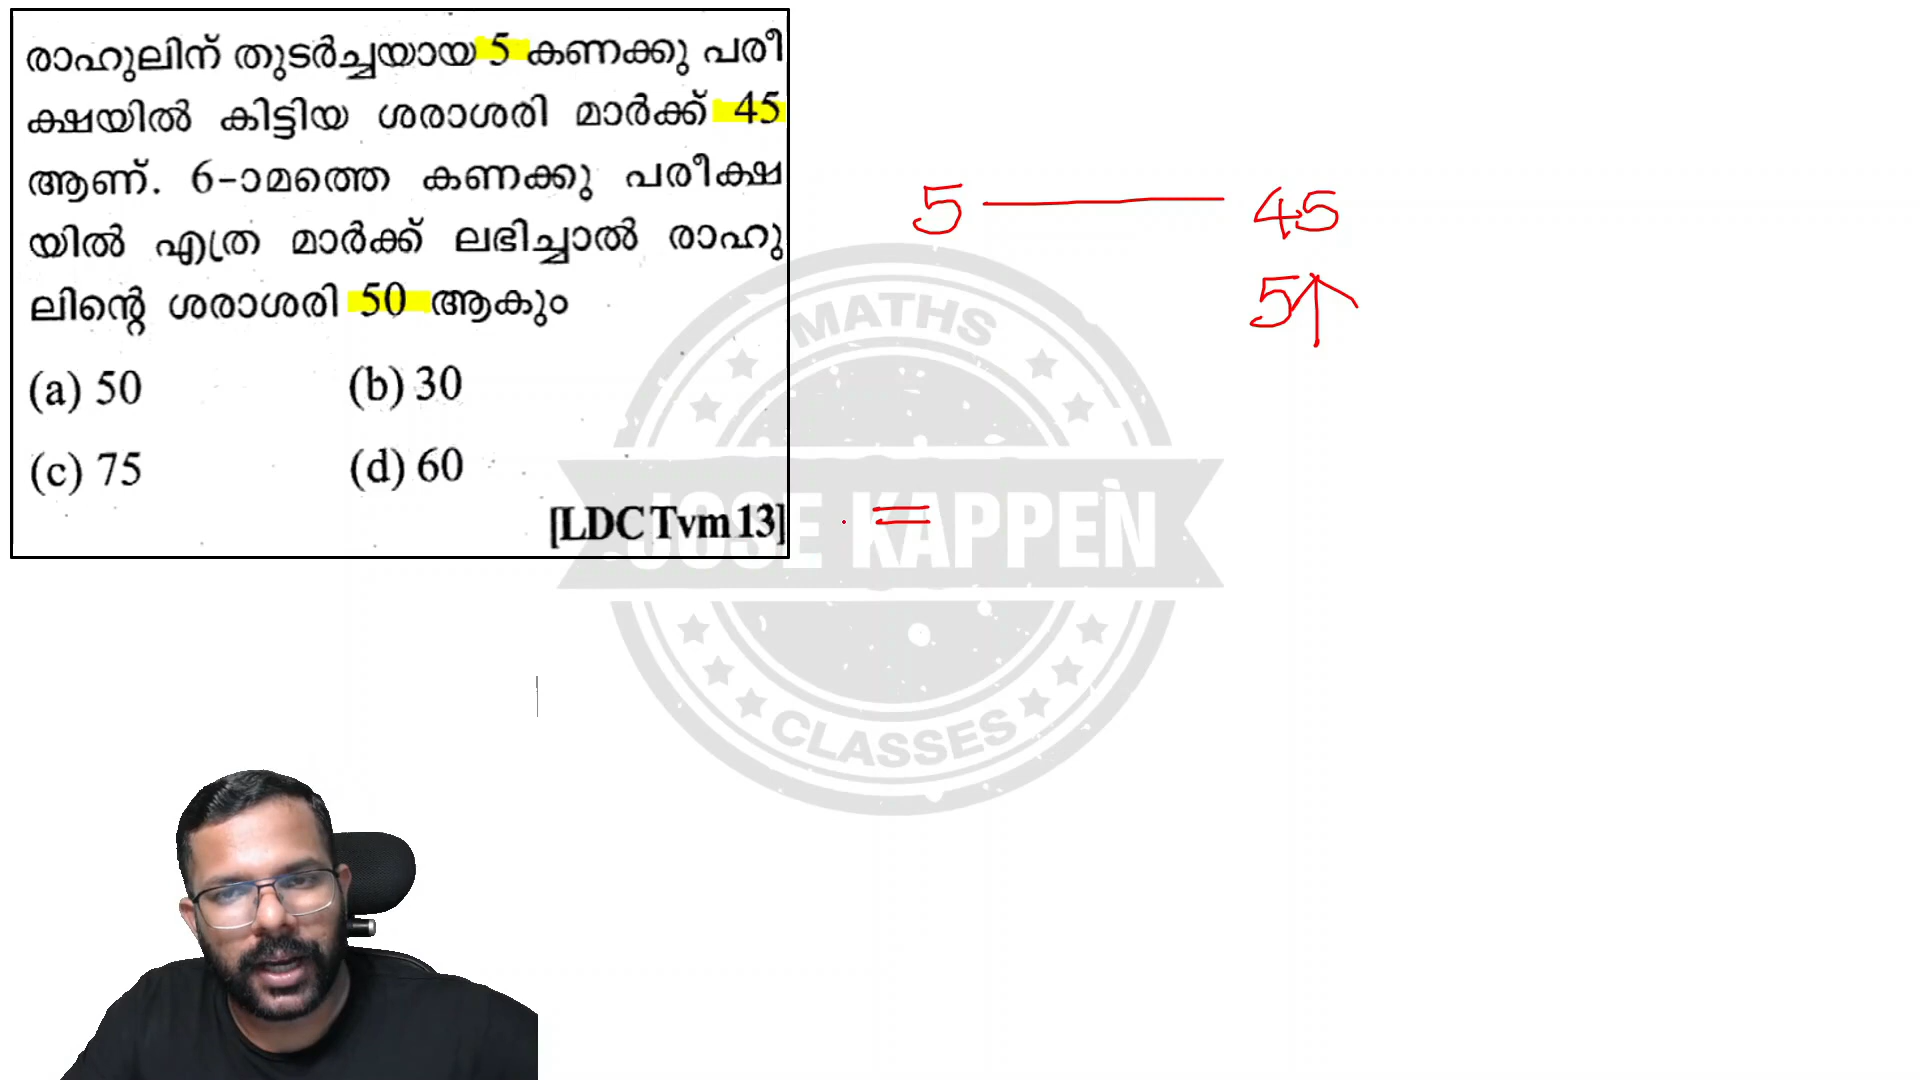 രാഹുലിന് തുടർച്ചയായ 5 കണക്കു പരീ
ക്ഷയിൽ കിട്ടിയ ശരാശരി മാർക്ക് 45
ആണ്. 6-ാമത്തെ കണക്കു പരീക്ഷ
യിൽ എത്ര മാർക്ക് ലഭിച്ചാൽ രാഹു
ലിന്റെ ശരാശരി 50 ആകും
(a) 50 (b) 30
(c) 75 (d) 60
[LDC Tvm 13]
5 — 45
5↑
=
MATHS
JOSE KAPPEN
CLASSES